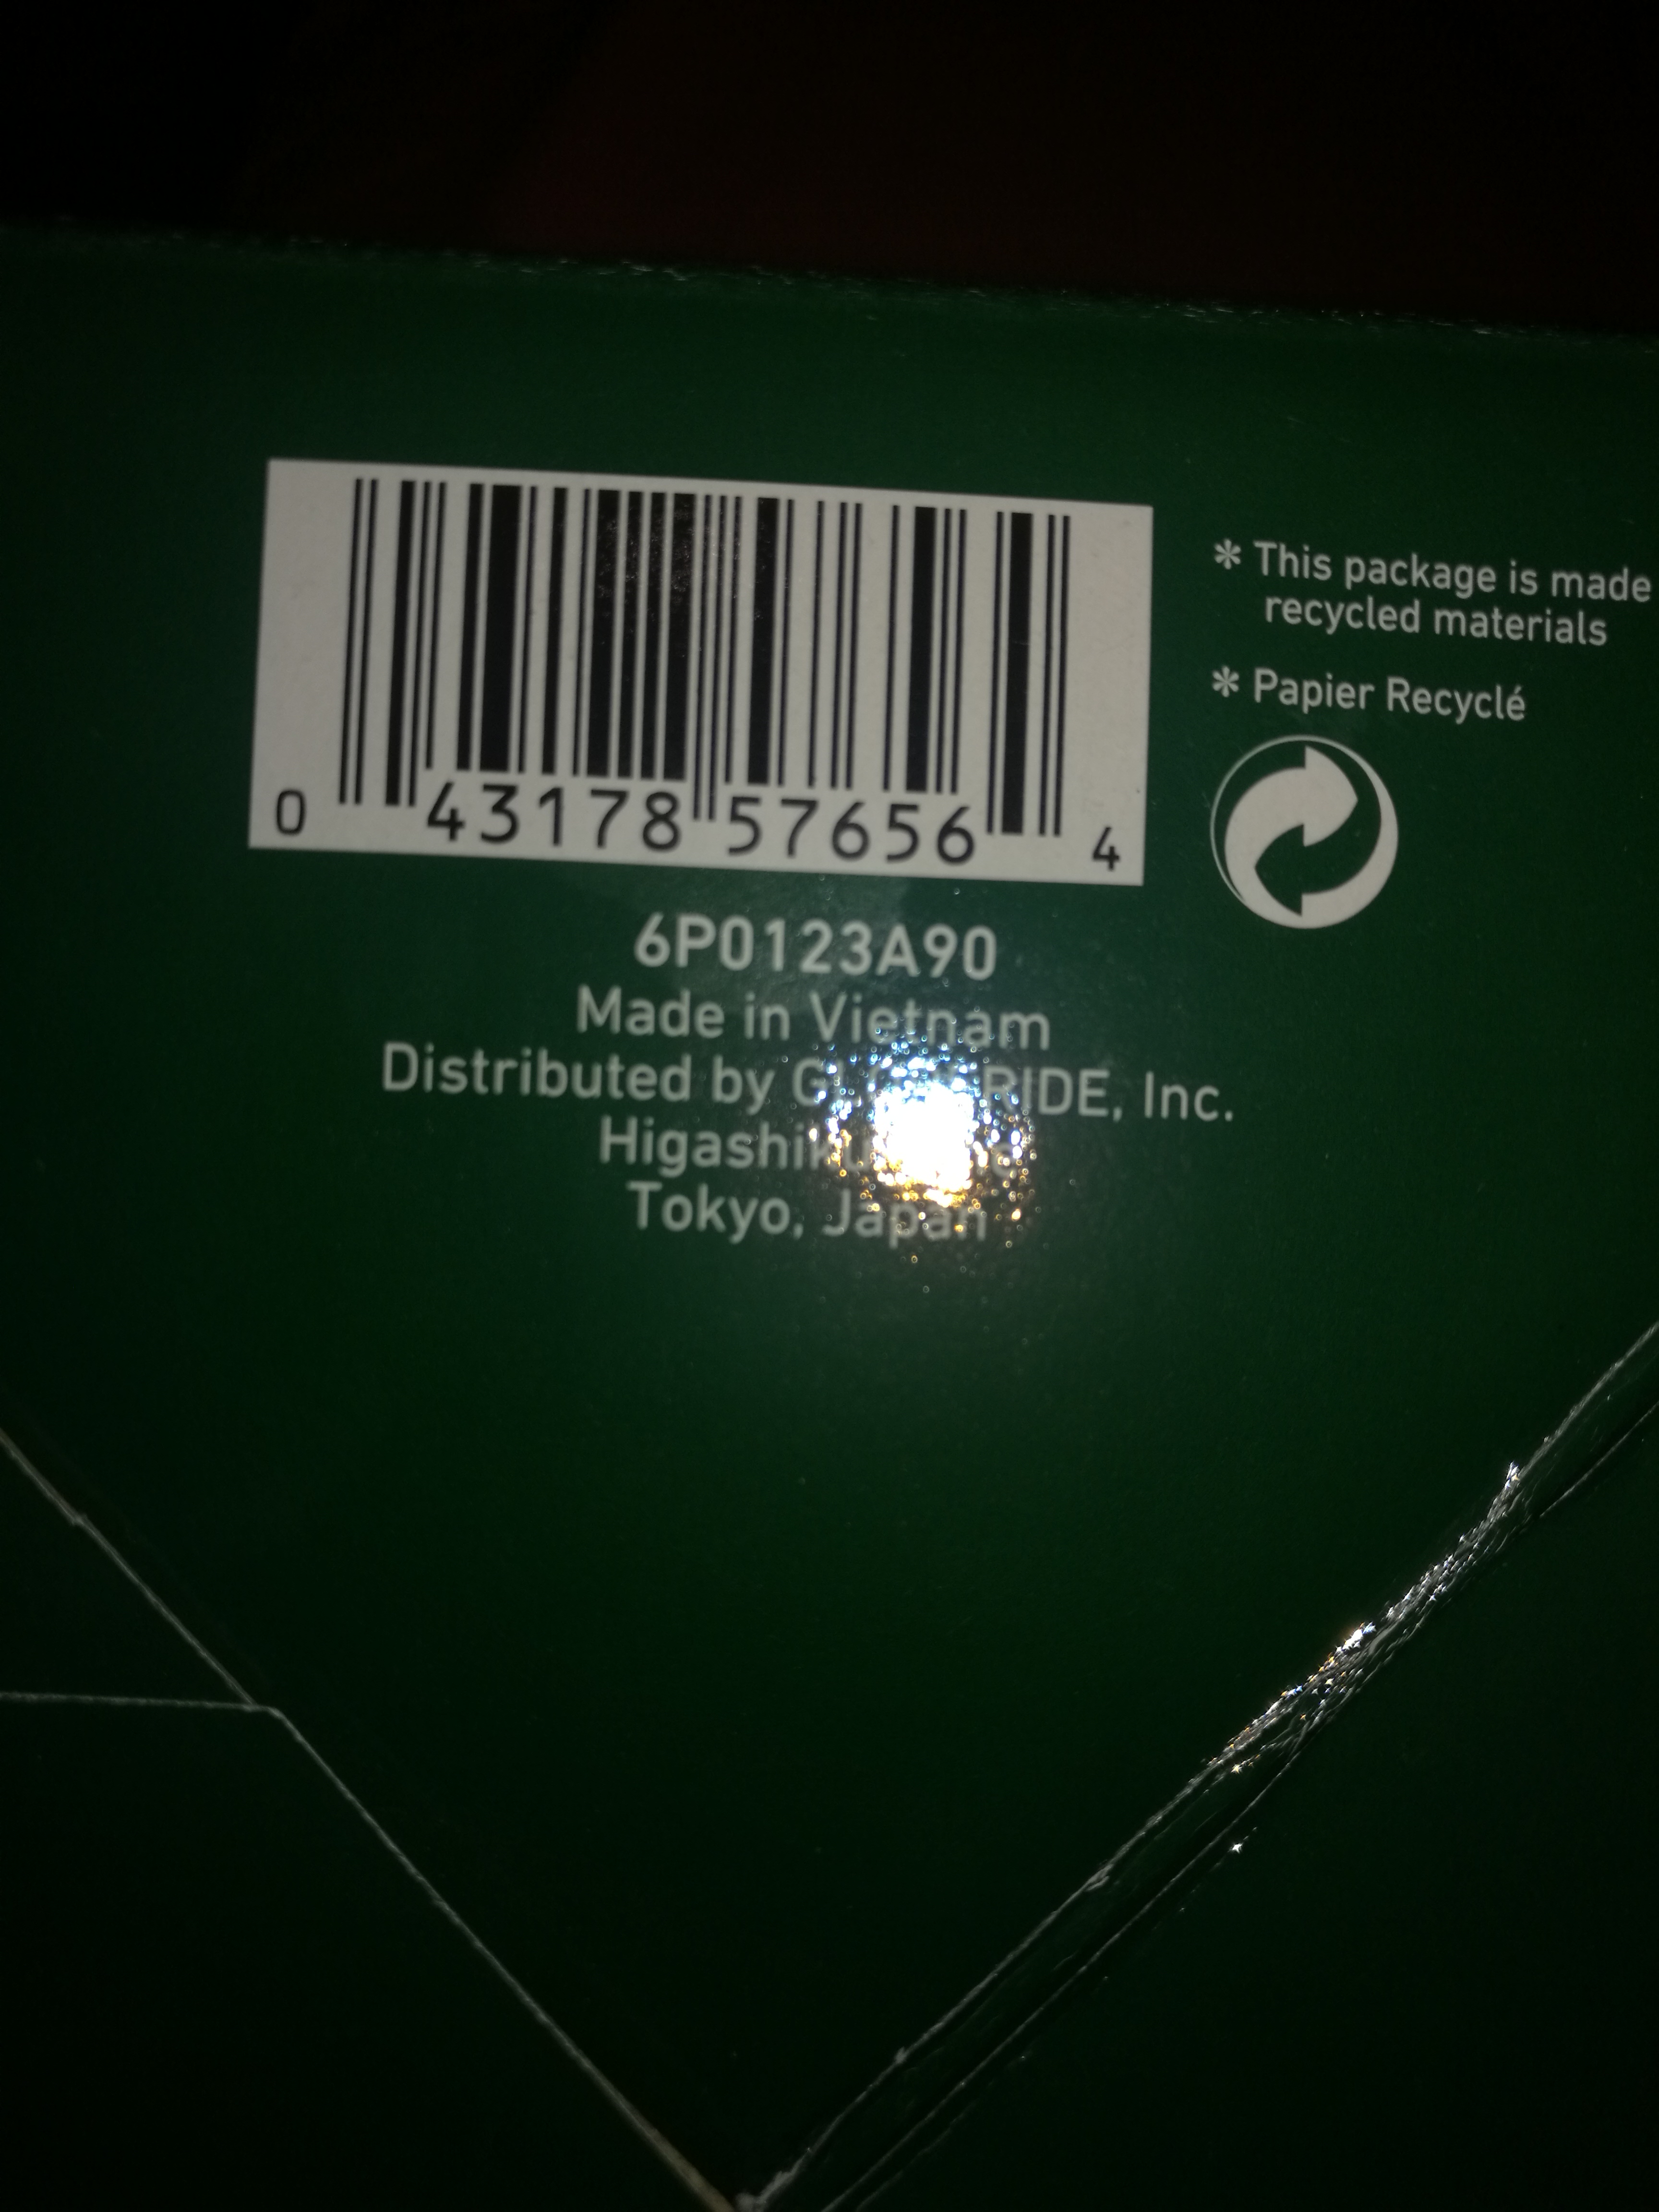 0 43178 57656 4
* This package is made
recycled materials
* Papier Recyclé
6P0123A90
Made in Vietnam
Distributed by RIDE, Inc.
Tokyo, Japan